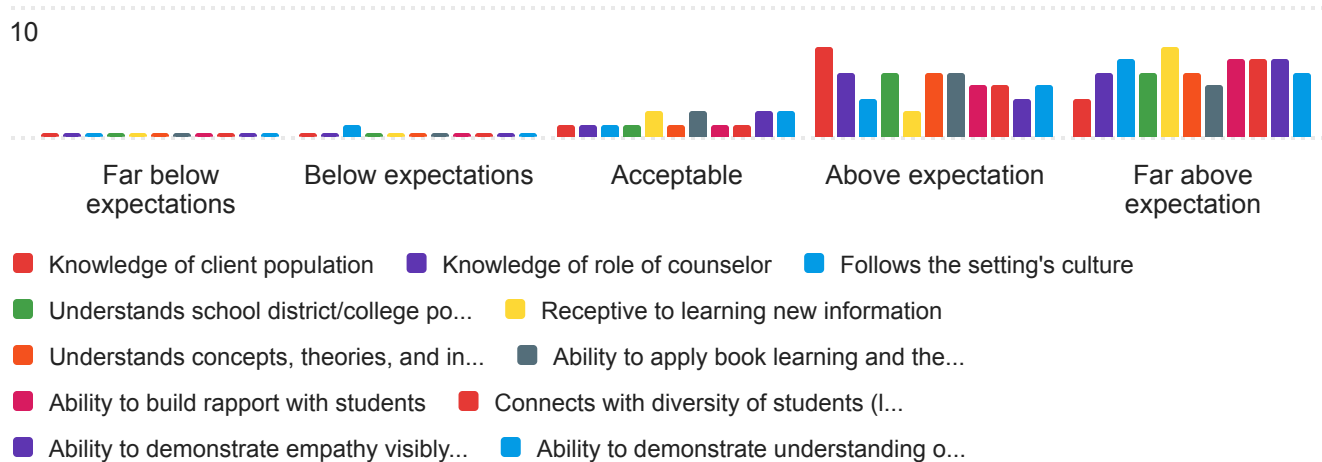 10
Far below expectations Below expectations Acceptable Above expectation Far above expectation
Knowledge of client population Knowledge of role of counselor Follows the setting's culture
Understands school district/college po... Receptive to learning new information
Understands concepts, theories, and in... Ability to apply book learning and the...
Ability to build rapport with students Connects with diversity of students (l...
Ability to demonstrate empathy visibly... Ability to demonstrate understanding o...